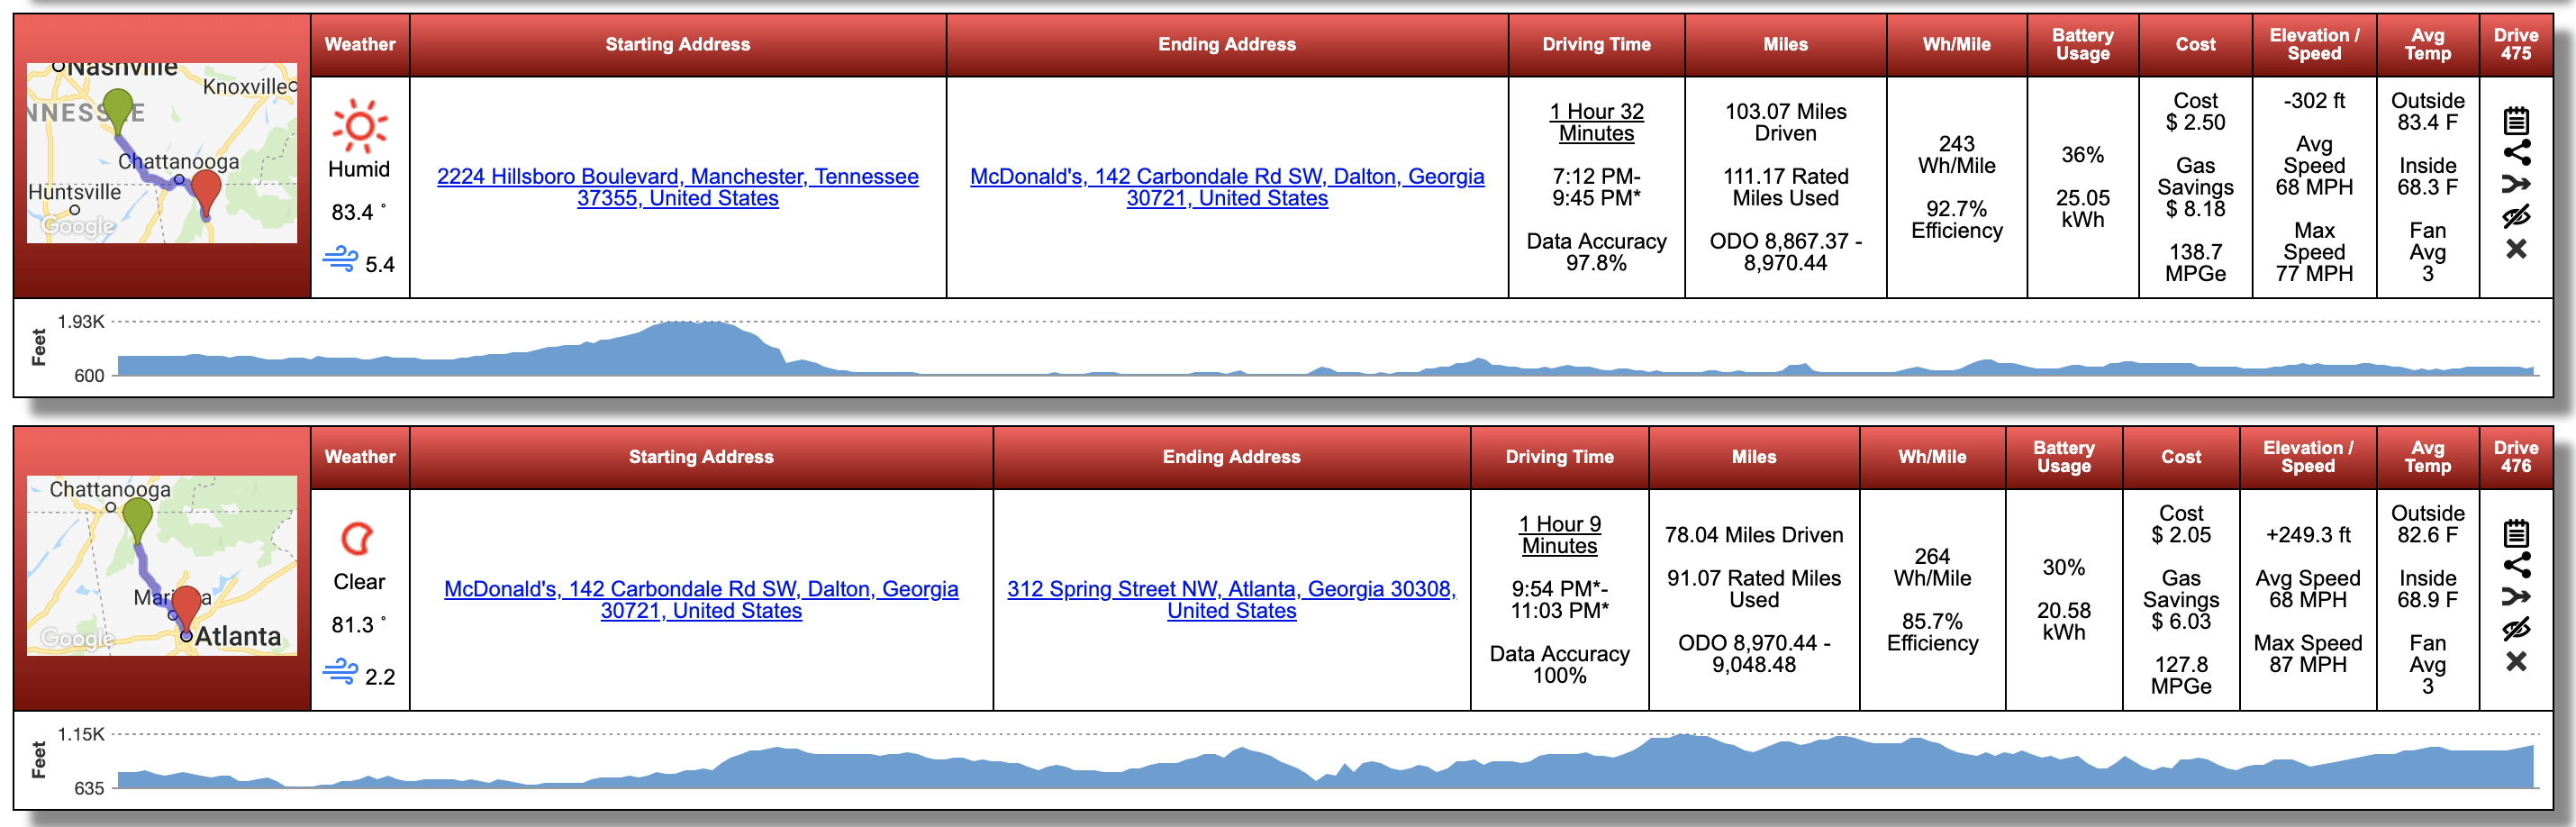 Weather
Starting Address
Ending Address
Driving Time
Miles
Wh/Mile
Battery
Usage
Cost
Elevation /
Speed
Avg
Temp
Drive
475
Nashville
Knoxville
NNESSEE
Chattanooga
Huntsville
Google
Humid
83.4 °
5.4
2224 Hillsboro Boulevard, Manchester, Tennessee
37355, United States
McDonald's, 142 Carbondale Rd SW, Dalton, Georgia
30721, United States
1 Hour 32
Minutes
7:12 PM-
9:45 PM*
Data Accuracy
97.8%
103.07 Miles
Driven
111.17 Rated
Miles Used
ODO 8,867.37 -
8,970.44
243
Wh/Mile
92.7%
Efficiency
36%
25.05
kWh
Cost
$ 2.50
Gas
Savings
$ 8.18
138.7
MPGe
-302 ft
Avg
Speed
68 MPH
Max
Speed
77 MPH
Outside
83.4 F
Inside
68.3 F
Fan
Avg
3
Feet
1.93K
600
Weather
Starting Address
Ending Address
Driving Time
Miles
Wh/Mile
Battery
Usage
Cost
Elevation /
Speed
Avg
Temp
Drive
476
Chattanooga
Atlanta
Google
Clear
81.3 °
2.2
McDonald's, 142 Carbondale Rd SW, Dalton, Georgia
30721, United States
312 Spring Street NW, Atlanta, Georgia 30308,
United States
1 Hour 9
Minutes
9:54 PM*-
11:03 PM*
Data Accuracy
100%
78.04 Miles Driven
91.07 Rated Miles
Used
ODO 8,970.44 -
9,048.48
264
Wh/Mile
85.7%
Efficiency
30%
20.58
kWh
Cost
$ 2.05
Gas
Savings
$ 6.03
127.8
MPGe
+249.3 ft
Avg Speed
68 MPH
Max Speed
87 MPH
Outside
82.6 F
Inside
68.9 F
Fan
Avg
3
Feet
1.15K
635